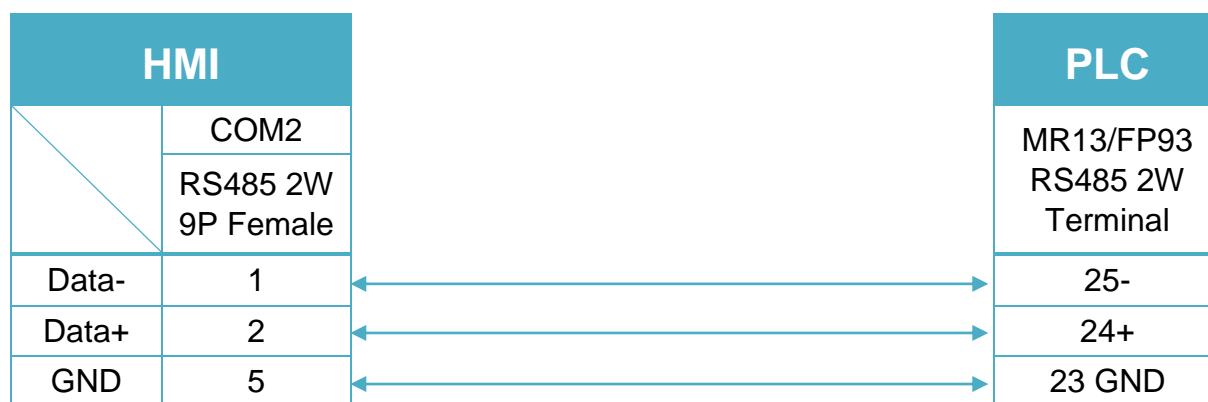 HMI
PLC
COM2
RS485 2W
9P Female
MR13/FP93
RS485 2W
Terminal
Data- 1 25-
Data+ 2 24+
GND 5 23 GND